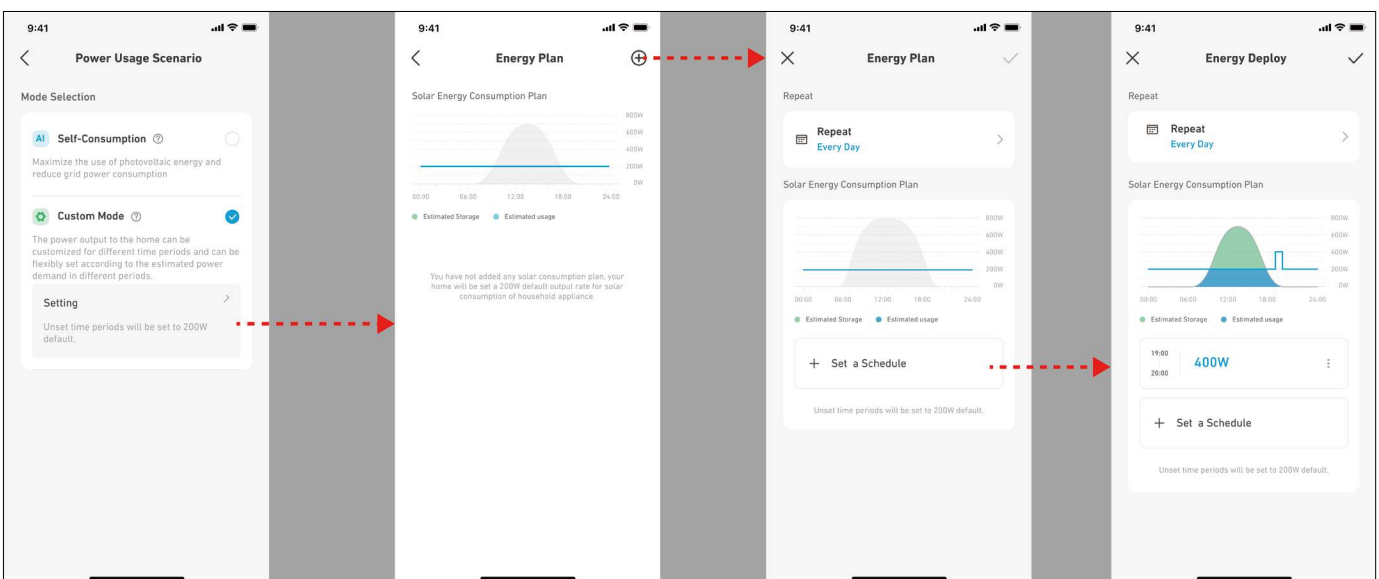 9:41
Power Usage Scenario
Mode Selection
AI Self-Consumption
Maximize the use of photovoltaic energy and
reduce grid power consumption
Custom Mode
The power output to the home can be
customized for different time periods and can be
flexibly set according to the estimated power
demand in different periods.
Setting
Unset time periods will be set to 200W
default.
9:41
Energy Plan
Solar Energy Consumption Plan
800W
600W
400W
200W
0W
00:00 06:00 12:00 18:00 24:00
Estimated Storage Estimated usage
You have not added any solar consumption plan, your
home will be set a 200W default output rate for solar
consumption of household appliance.
9:41
Energy Plan
Repeat
Repeat
Every Day
Solar Energy Consumption Plan
800W
600W
400W
200W
0W
00:00 06:00 12:00 18:00 24:00
Estimated Storage Estimated usage
+ Set a Schedule
Unset time periods will be set to 200W default.
9:41
Energy Deploy
Repeat
Repeat
Every Day
Solar Energy Consumption Plan
800W
600W
400W
200W
0W
00:00 06:00 12:00 18:00 24:00
Estimated Storage Estimated usage
19:00
400W
20:00
+ Set a Schedule
Unset time periods will be set to 200W default.